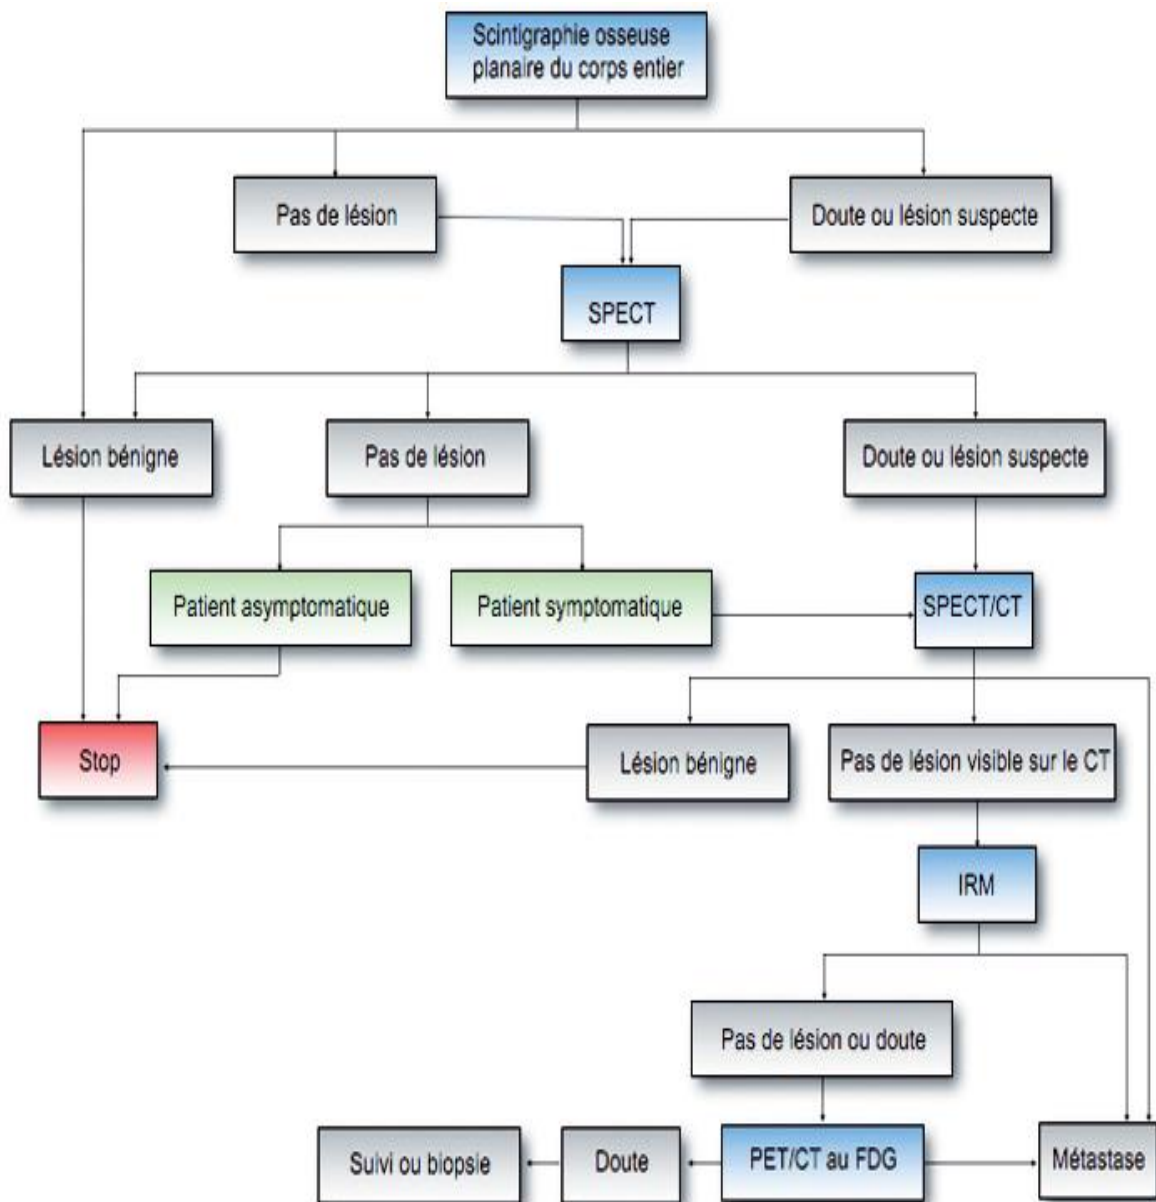 Scintigraphie osseuse
planaire du corps entier
Pas de lésion
Doute ou lésion suspecte
SPECT
Lésion bénigne
Pas de lésion
Doute ou lésion suspecte
Patient asymptomatique
Patient symptomatique
SPECT/CT
Stop
Lésion bénigne
Pas de lésion visible sur le CT
IRM
Pas de lésion ou doute
Suivi ou biopsie
Doute
PET/CT au FDG
Métastase